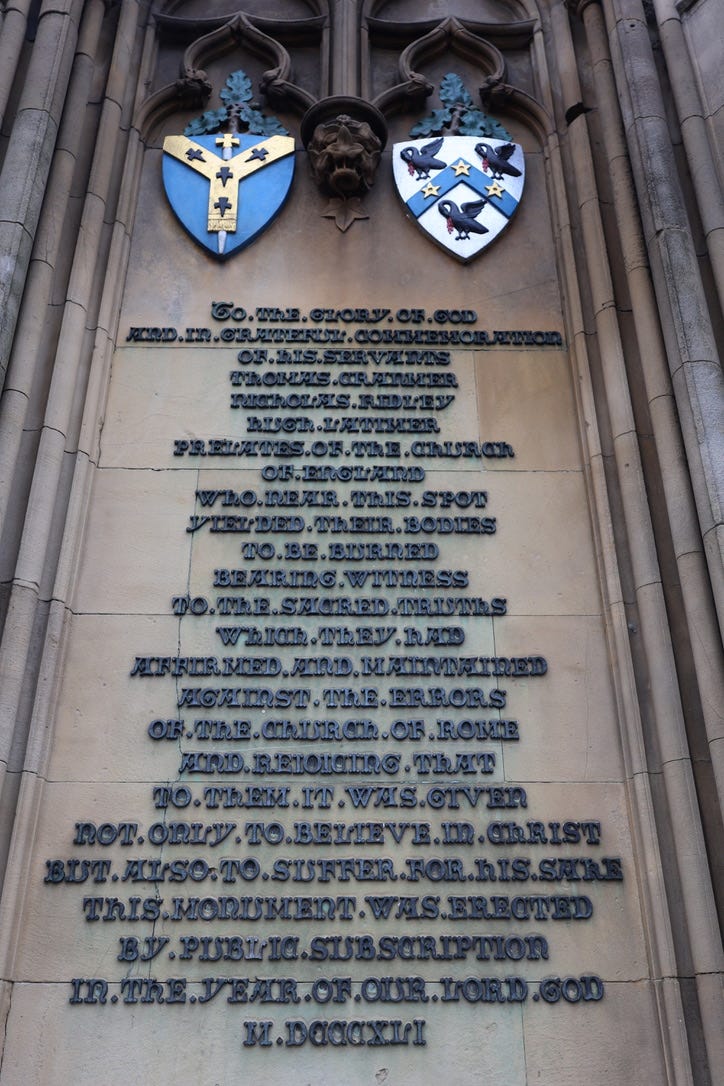 TO.THE.GLORY.OF.GOD
AND.IN.GRATEFUL.COMMEMORATION
OF.HIS.SERVANTS
THOMAS.CRANMER
NICHOLAS.RIDLEY
HUGH.LATIMER
PRELATES.OF.THE.CHURCH
OF.ENGLAND
WHO.NEAR.THIS.SPOT
YIELDED.THEIR.BODIES
TO.BE.BURNED
BEARING.WITNESS
TO.THE.SACRED.TRUTHS
WHICH.THEY.HAD
AFFIRMED.AND.MAINTAINED
AGAINST.THE.ERRORS
OF.THE.CHURCH.OF.ROME
AND.REJOICING.THAT
TO.THEM.IT.WAS.GIVEN
NOT.ONLY.TO.BELIEVE.IN.CHRIST
BUT.ALSO.TO.SUFFER.FOR.HIS.SAKE
THIS.MONUMENT.WAS.ERECTED
BY.PUBLIC.SUBSCRIPTION
IN.THE.YEAR.OF.OUR.LORD.GOD
M.DCCCXLI